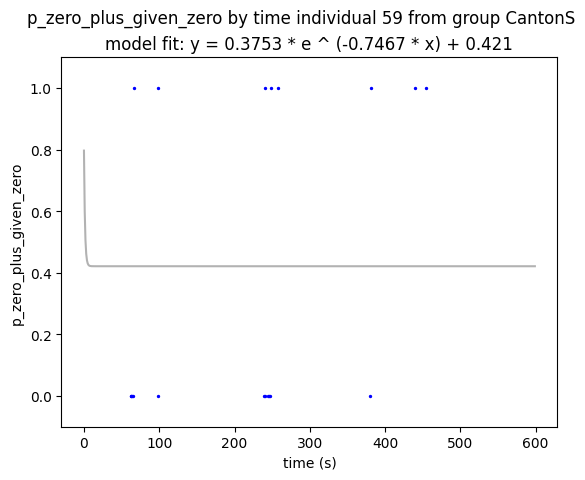 p_zero_plus_given_zero by time individual 59 from group CantonS
model fit: y = 0.3753 * e ^ (-0.7467 * x) + 0.421
p_zero_plus_given_zero
1.0
0.8
0.6
0.4
0.2
0.0
0 100 200 300 400 500 600
time (s)